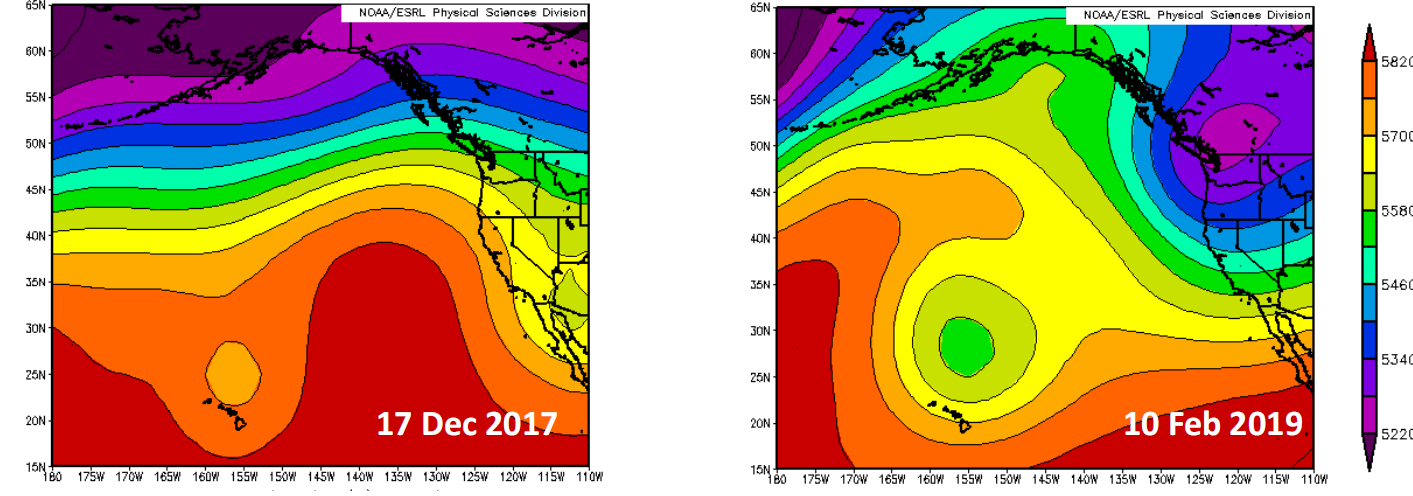 NOAA/ESRL Physical Sciences Division
65N
60N
55N
50N
45N
40N
35N
30N
25N
20N
15N
180 175W 170W 165W 160W 155W 150W 145W 140W 135W 130W 125W 120W 115W 110W
17 Dec 2017
NOAA/ESRL Physical Sciences Division
65N
60N
55N
50N
45N
40N
35N
30N
25N
20N
15N
180 175W 170W 165W 160W 155W 150W 145W 140W 135W 130W 125W 120W 115W 110W
10 Feb 2019
5820
5700
5580
5460
5340
5220